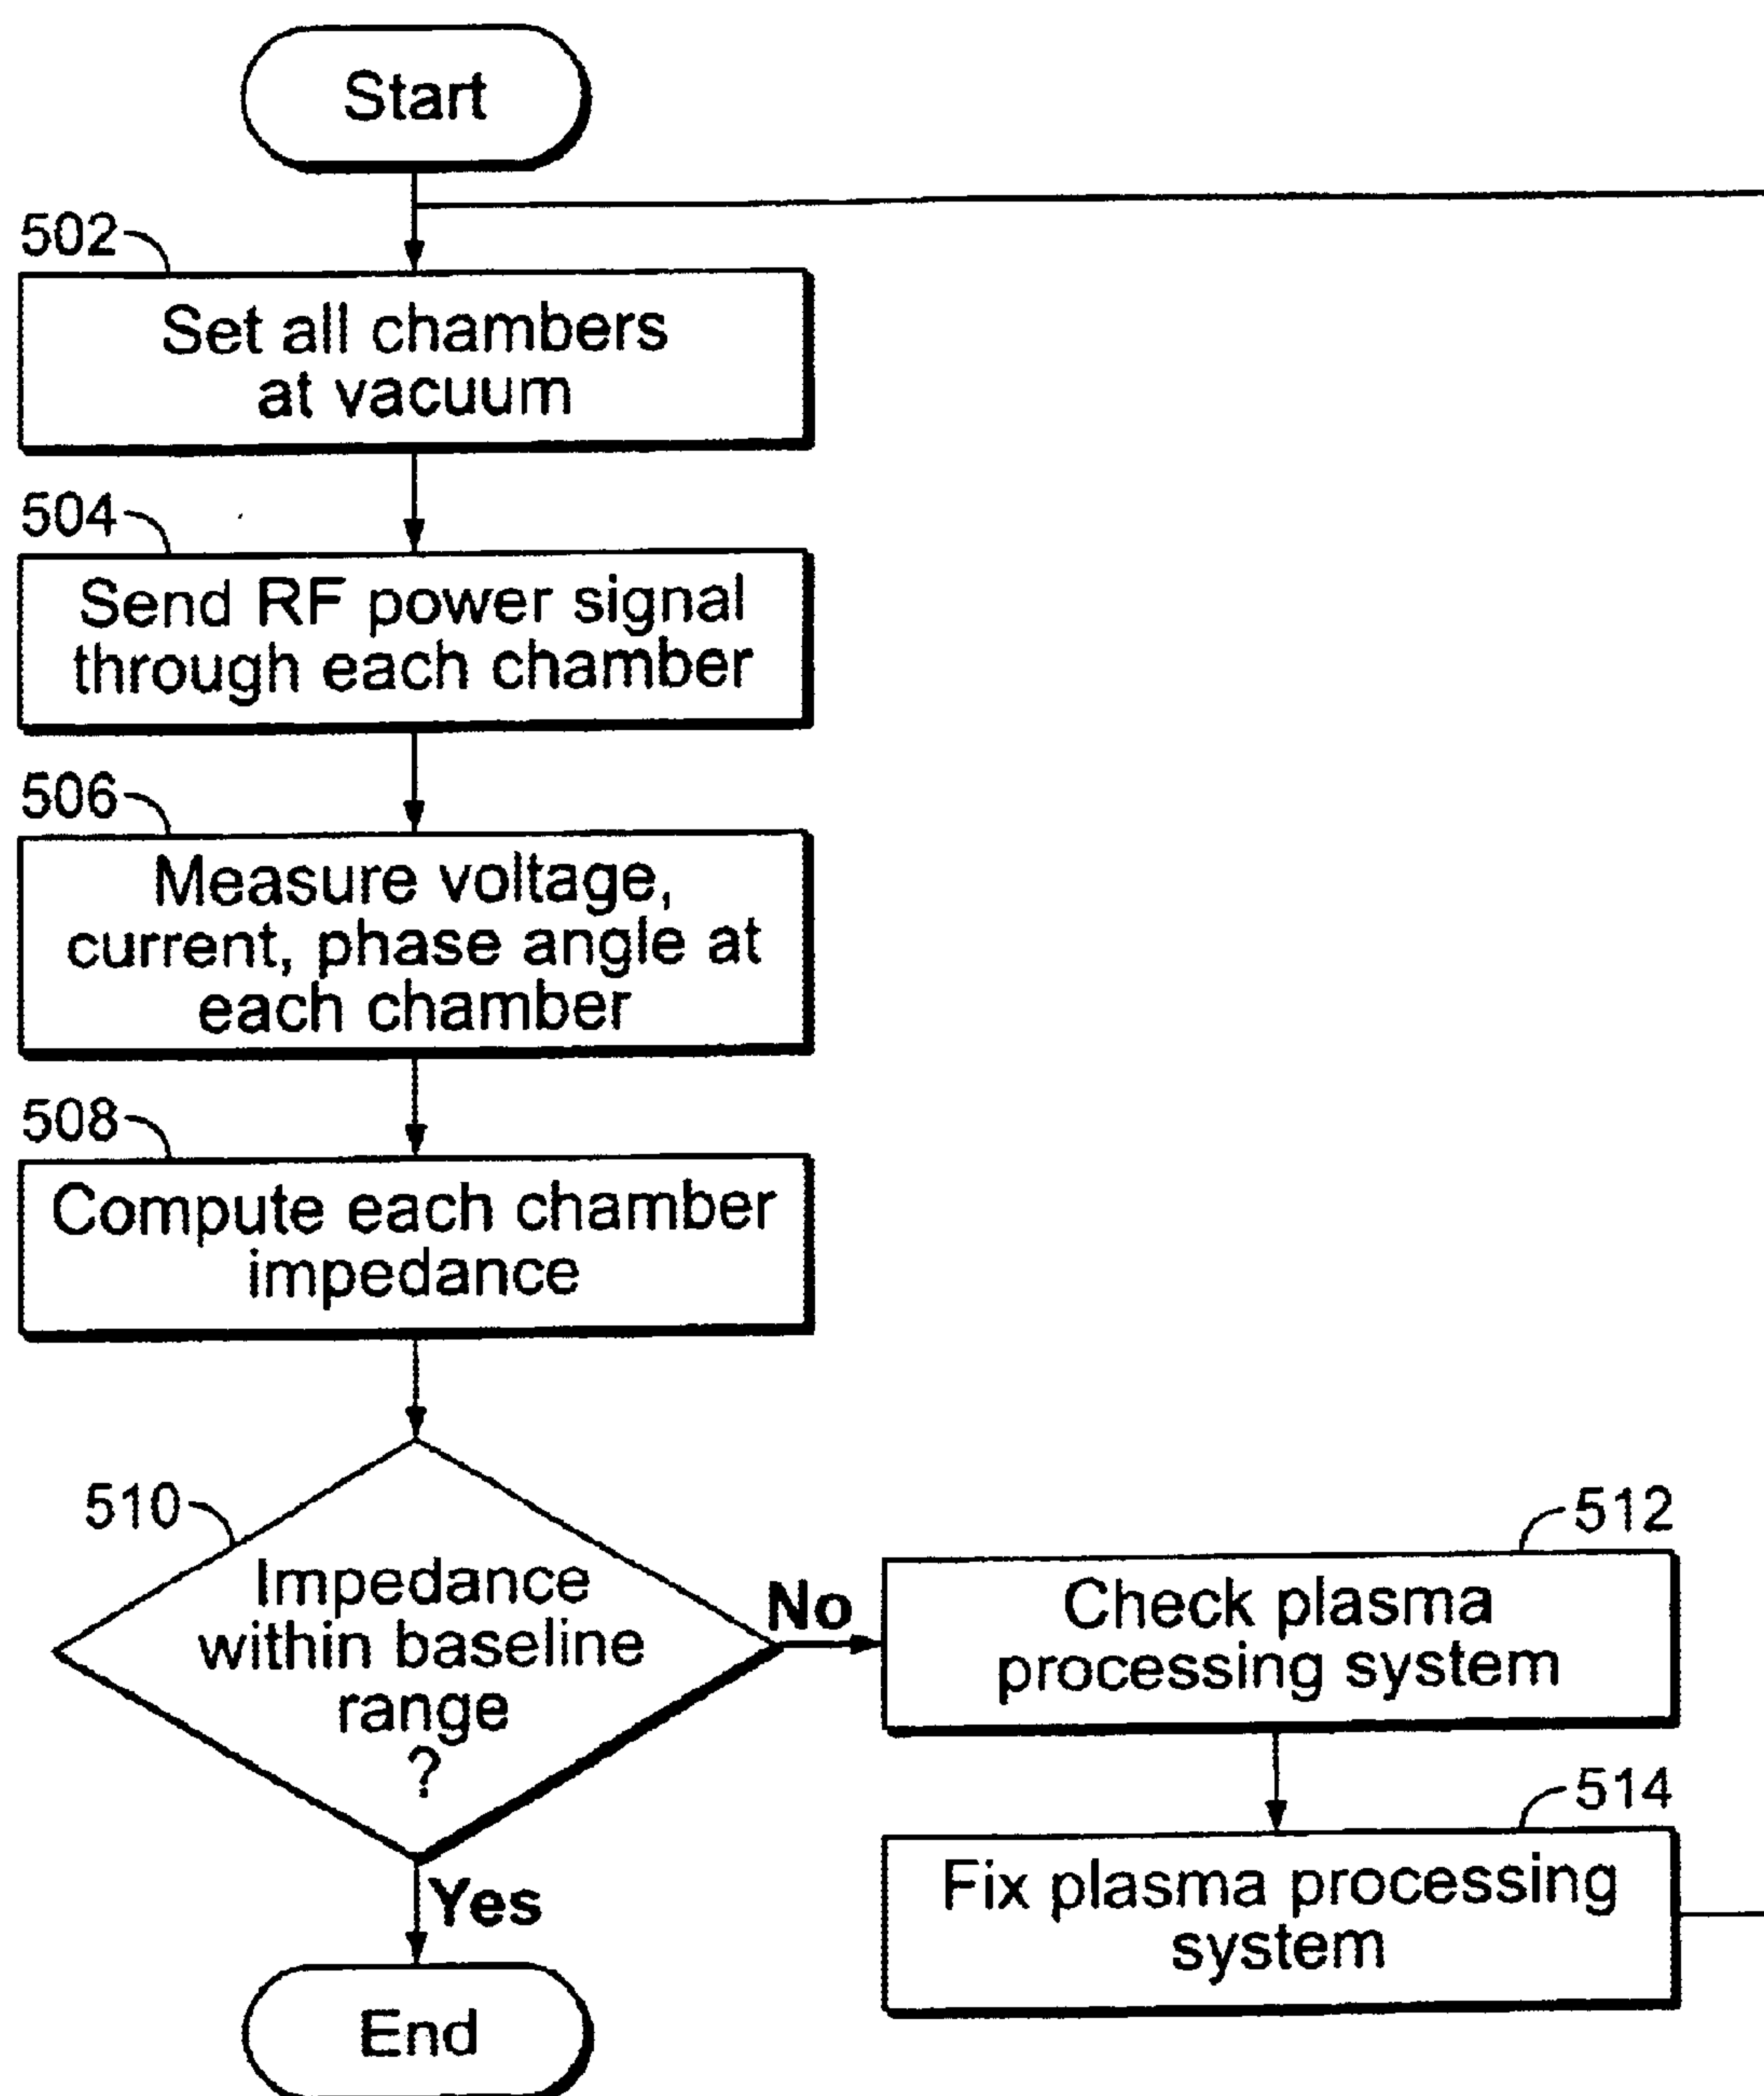 Start
502
Set all chambers
at vacuum
504
Send RF power signal
through each chamber
506
Measure voltage,
current, phase angle at
each chamber
508
Compute each chamber
impedance
510
Impedance
within baseline
range
?
No
512
Check plasma
processing system
514
Fix plasma processing
system
Yes
End